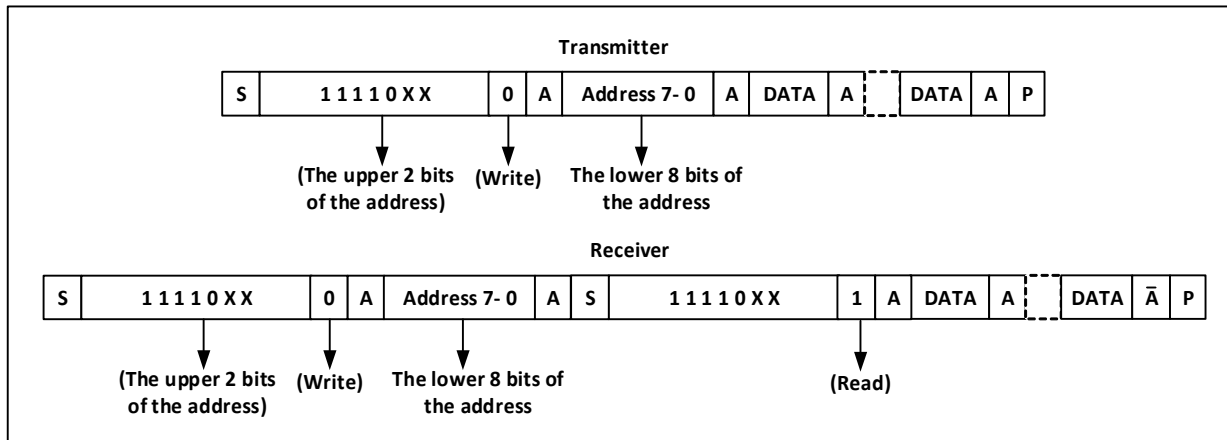 Transmitter
S 1 1 1 1 0 X X 0 A Address 7- 0 A DATA A DATA A P
(The upper 2 bits of the address)
(Write)
The lower 8 bits of the address
Receiver
S 1 1 1 1 0 X X 0 A Address 7- 0 A S 1 1 1 1 0 X X 1 A DATA A DATA Ā P
(The upper 2 bits of the address)
(Write)
The lower 8 bits of the address
(Read)